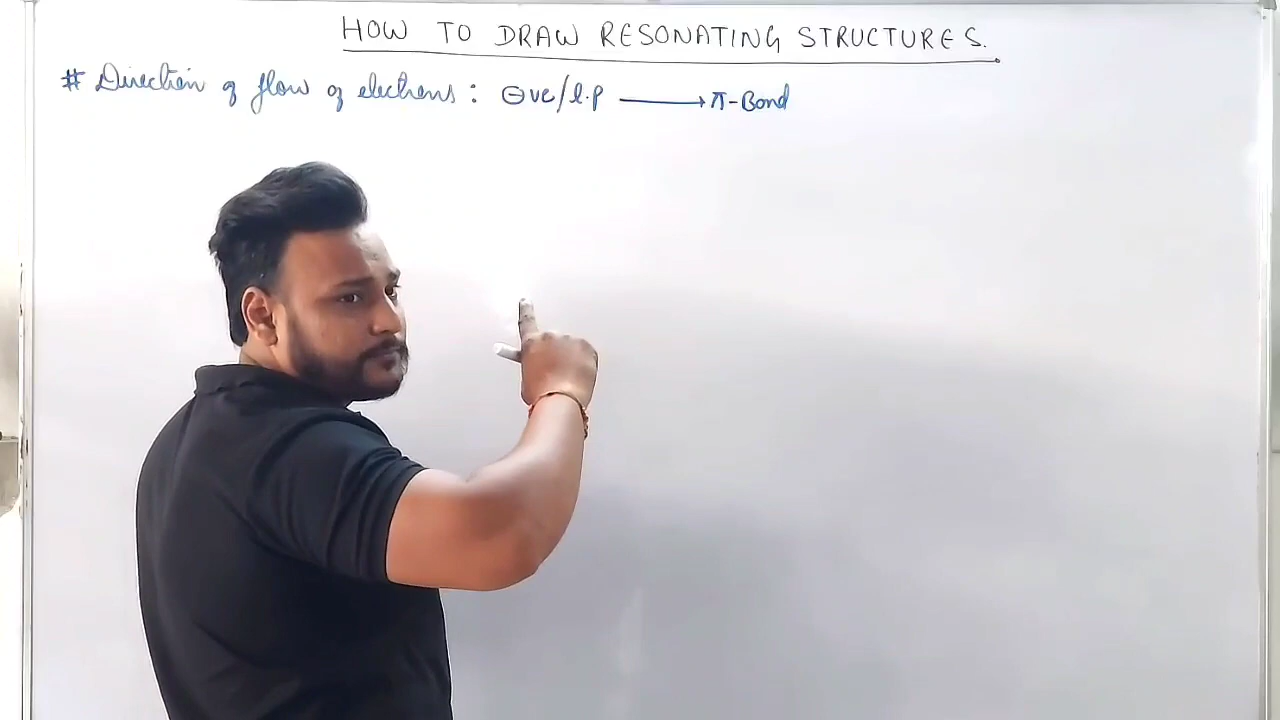 HOW TO DRAW RESONATING STRUCTURES.
# Direction of flow of electrons : ⊖ve/l.p ⟶ π-Bond